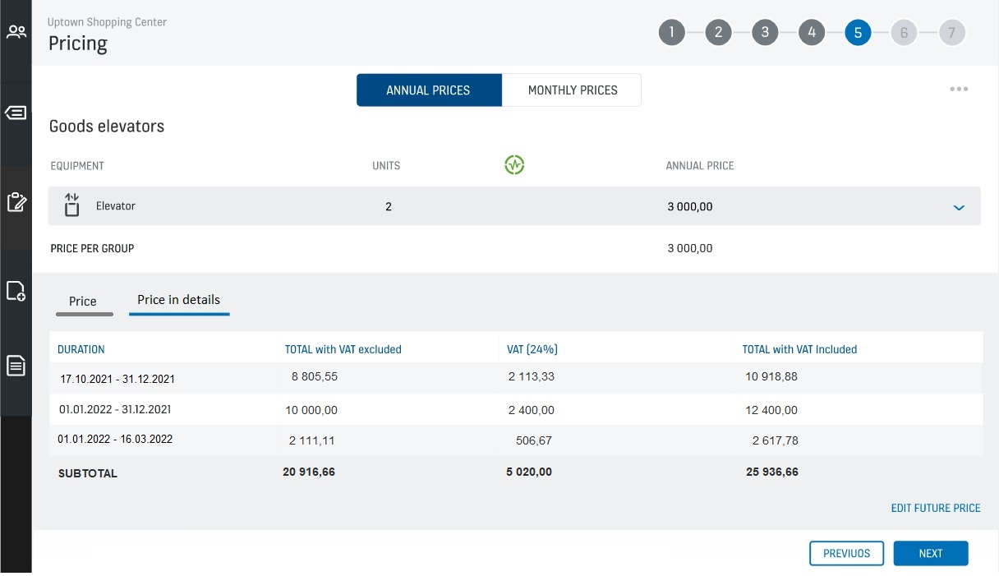 Uptown Shopping Center
Pricing
1 2 3 4 5 6 7
ANNUAL PRICES MONTHLY PRICES
Goods elevators
EQUIPMENT UNITS ANNUAL PRICE
Elevator 2 3 000,00
PRICE PER GROUP 3 000,00
Price Price in details
DURATION TOTAL with VAT excluded VAT (24%) TOTAL with VAT Included
17.10.2021 - 31.12.2021 8 805,55 2 113,33 10 918,88
01.01.2022 - 31.12.2021 10 000,00 2 400,00 12 400,00
01.01.2022 - 16.03.2022 2 111,11 506,67 2 617,78
SUBTOTAL 20 916,66 5 020,00 25 936,66
EDIT FUTURE PRICE
PREVIUOS NEXT